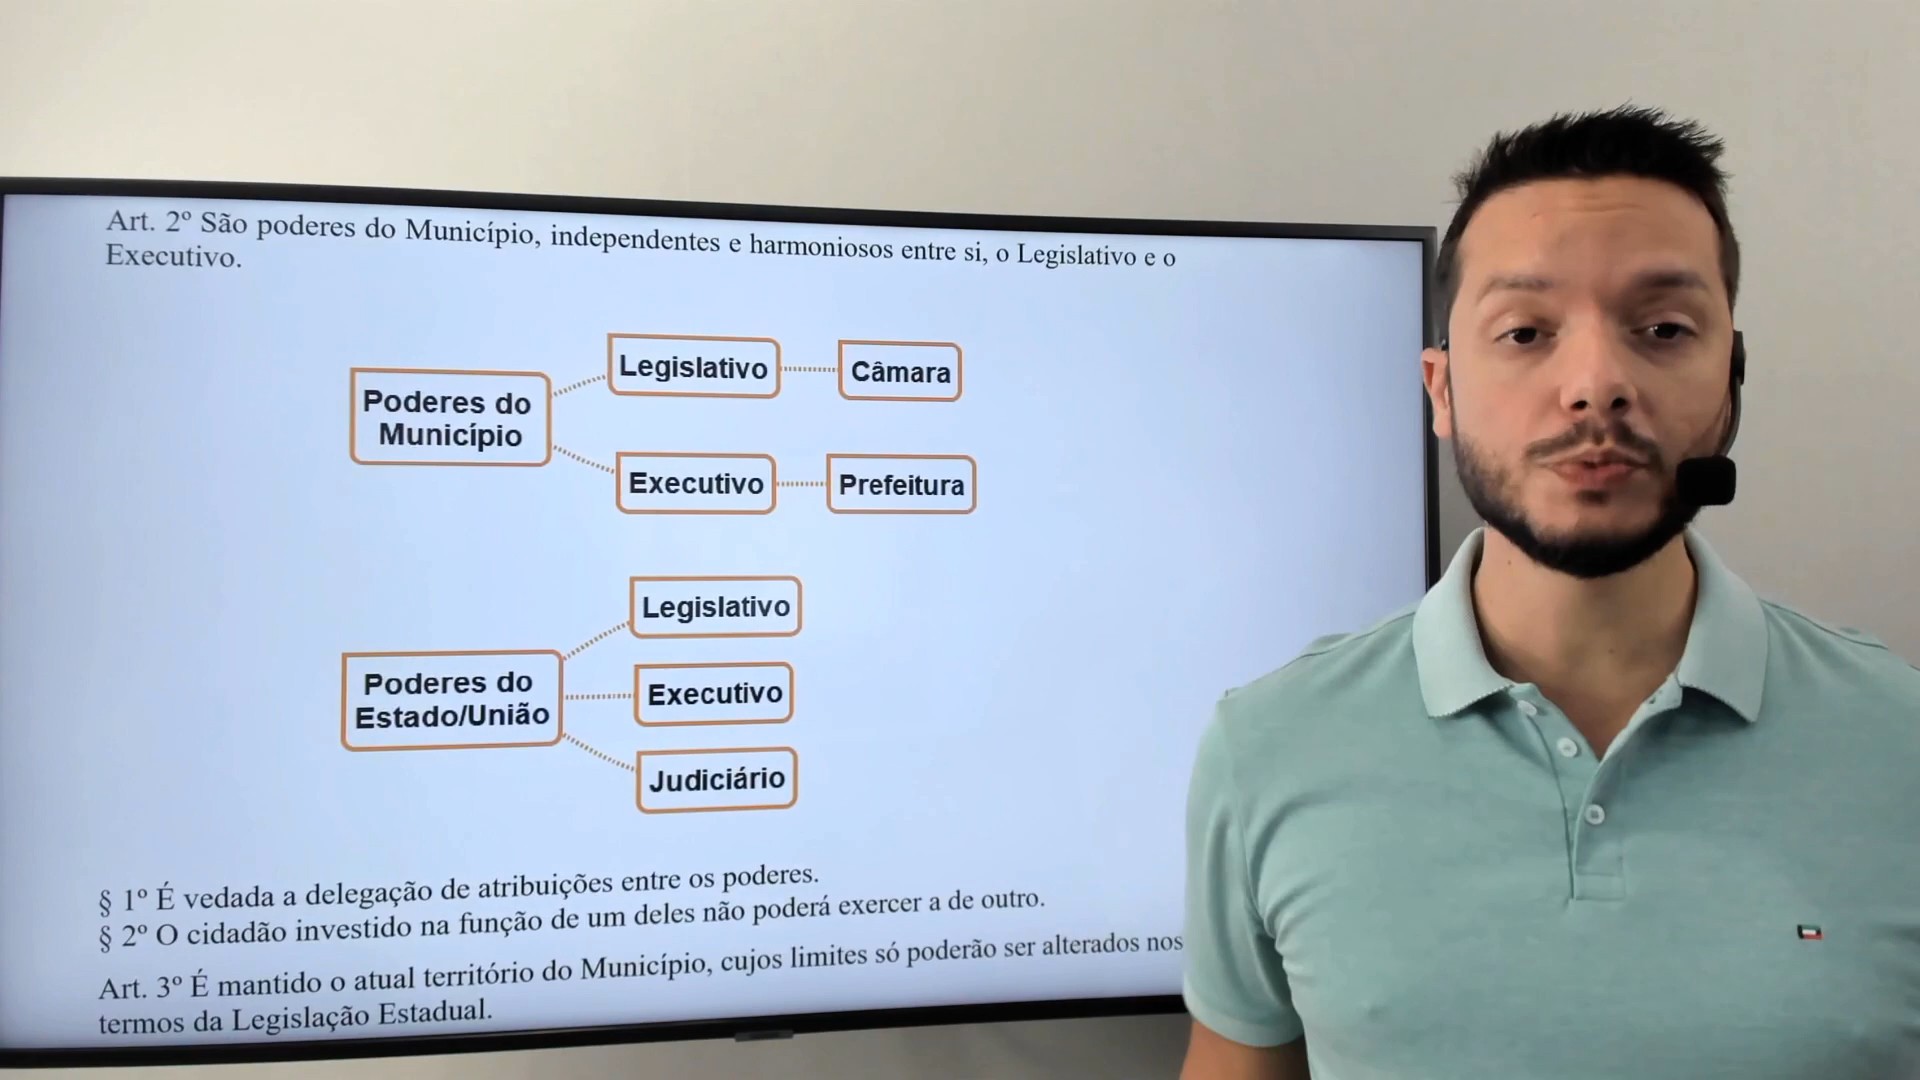 Art. 2º São poderes do Município, independentes e harmoniosos entre si, o Legislativo e o
Executivo.
Poderes do
Município
Legislativo
Câmara
Executivo
Prefeitura
Poderes do
Estado/União
Legislativo
Executivo
Judiciário
§ 1º É vedada a delegação de atribuições entre os poderes.
§ 2º O cidadão investido na função de um deles não poderá exercer a de outro.
Art. 3º É mantido o atual território do Município, cujos limites só poderão ser alterados nos
termos da Legislação Estadual.